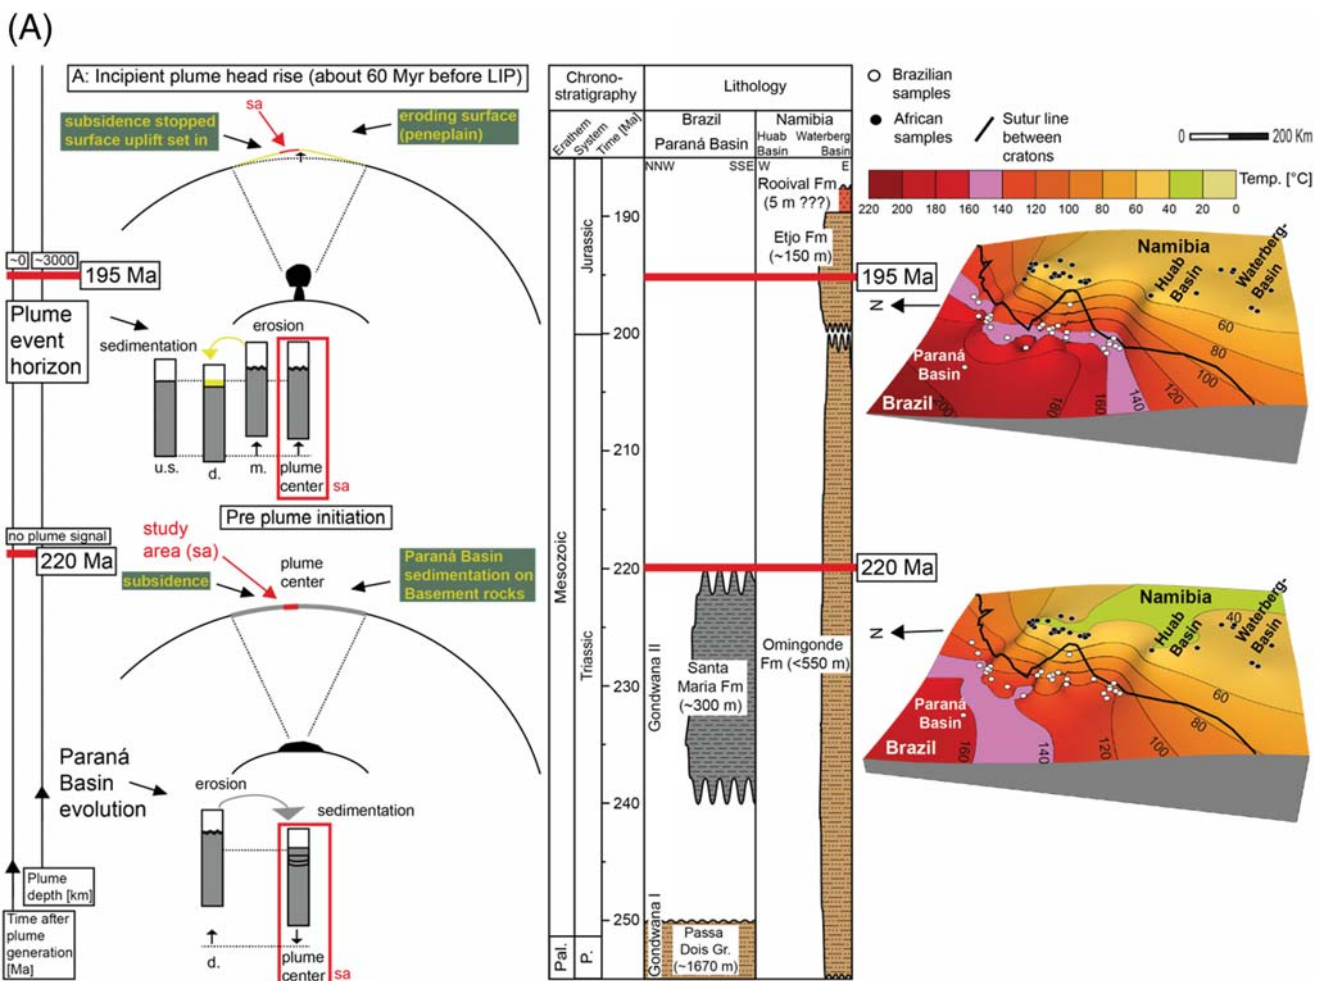 (A)
A: Incipient plume head rise (about 60 Myr before LIP)
sa
subsidence stopped
surface uplift set in
eroding surface
(peneplain)
~0
~3000
195 Ma
Plume
event
horizon
erosion
sedimentation
u.s.
d.
m.
plume
center
sa
Pre plume initiation
no plume signal
220 Ma
study
area (sa)
subsidence
plume
center
Paraná Basin
sedimentation on
Basement rocks
Paraná
Basin
evolution
erosion
sedimentation
Plume
depth [km]
Time after
plume
generation
[Ma]
d.
plume
center
sa
Chrono-
stratigraphy
Lithology
Erathem
System
Time [Ma]
Brazil
Paraná Basin
Namibia
Huab
Basin
Waterberg
Basin
NNW
SSE
W
E
Rooival Fm
(5 m ???)
Etjo Fm
(~150 m)
190
200
210
220
230
240
250
Jurassic
Triassic
Mesozoic
Pal.
P.
Gondwana II
Gondwana I
Santa
Maria Fm
(~300 m)
Omingonde
Fm (<550 m)
Passa
Dois Gr.
(~1670 m)
195 Ma
220 Ma
Brazilian
samples
African
samples
Sutur line
between
cratons
0
200 Km
Temp. [°C]
220 200 180 160 140 120 100 80 60 40 20 0
Namibia
Huab
Basin
Waterberg-
Basin
N
Paraná
Basin
Brazil
60
80
100
120
140
160
180
200
Namibia
Huab
Basin
Waterberg-
Basin
N
Paraná
Basin
Brazil
40
60
80
100
120
140
160